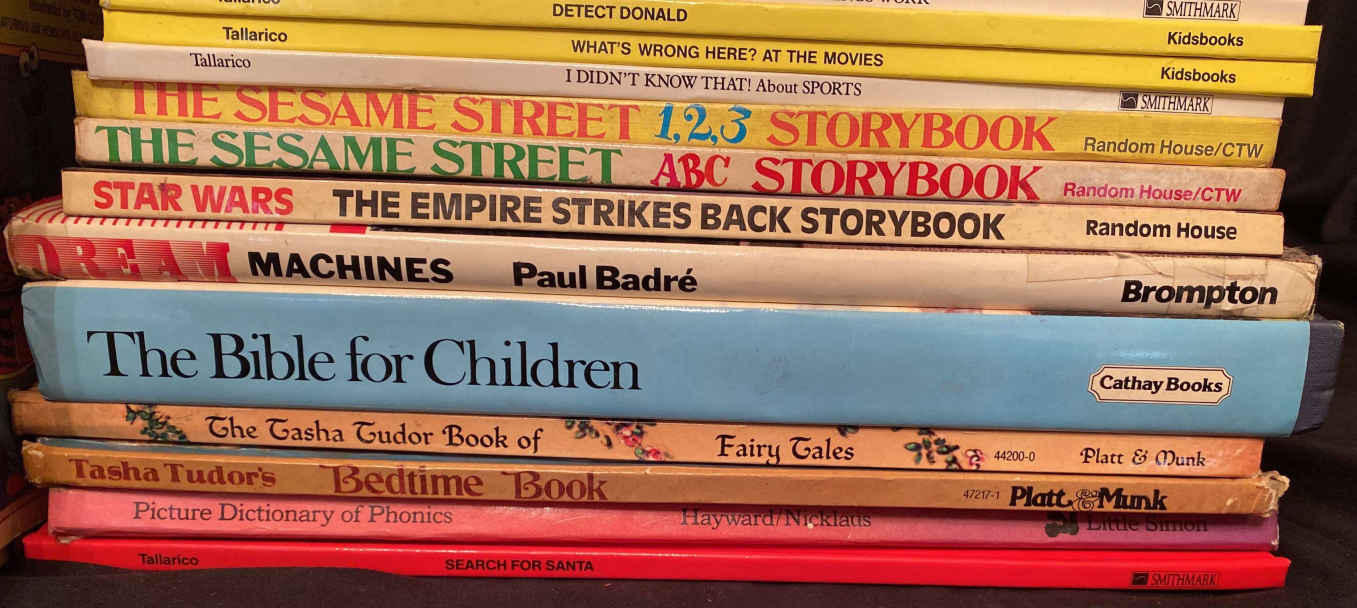 WORK SMITHMARK
Tallarico DETECT DONALD Kidsbooks
Tallarico WHAT'S WRONG HERE? AT THE MOVIES Kidsbooks
Tallarico I DIDN'T KNOW THAT! About SPORTS SMITHMARK
THE SESAME STREET 1,2,3 STORYBOOK Random House/CTW
THE SESAME STREET ABC STORYBOOK Random House/CTW
STAR WARS THE EMPIRE STRIKES BACK STORYBOOK Random House
DREAM MACHINES Paul Badré Brompton
The Bible for Children Cathay Books
The Tasha Tudor Book of Fairy Tales 44200-0 Platt & Munk
Tasha Tudor's Bedtime Book 47217-1 Platt & Munk
Picture Dictionary of Phonics Hayward/Nicklaus Little Simon
Tallarico SEARCH FOR SANTA SMITHMARK